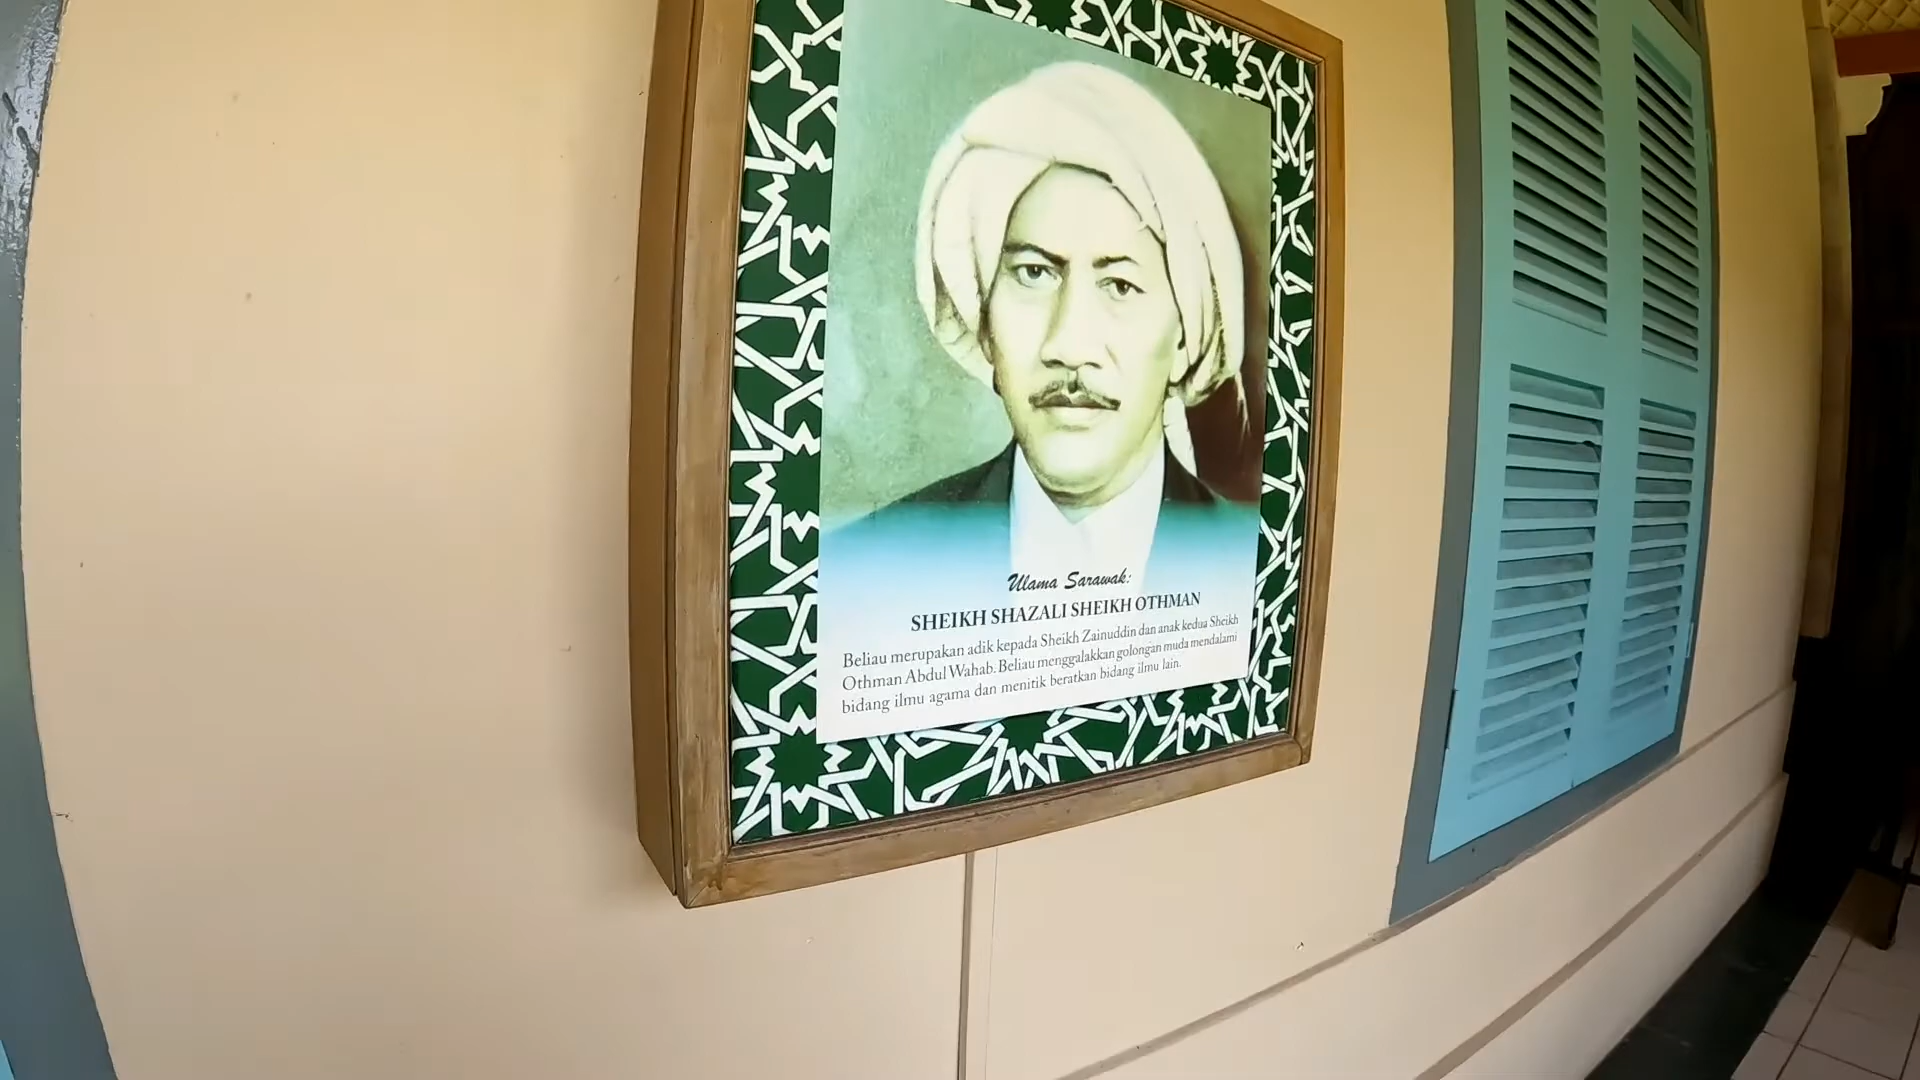 Ulama Sarawak:
SHEIKH SHAZALI SHEIKH OTHMAN
Beliau merupakan adik kepada Sheikh Zainuddin dan anak kedua Sheikh
Othman Abdul Wahab. Beliau menggalakkan golongan muda mendalami
bidang ilmu agama dan menitik beratkan bidang ilmu lain.